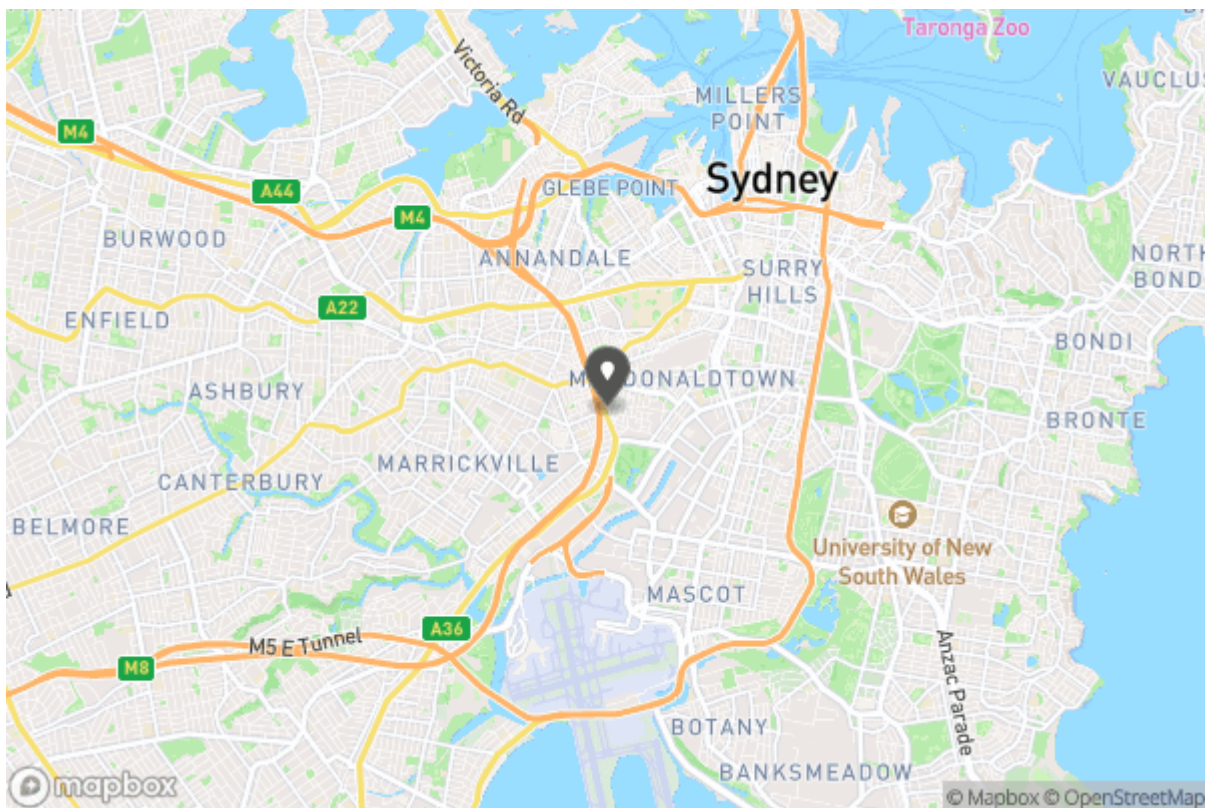 Taronga Zoo
VAUCLUS
Victoria Rd
MILLERS
POINT
M4
A44
GLEBE POINT
Sydney
M4
BURWOOD
ANNANDALE
SURRY
HILLS
NORTH
BONDI
A22
ENFIELD
BONDI
ASHBURY
DONALDTOWN
BRONTE
MARRICKVILLE
CANTERBURY
BELMORE
University of New
South Wales
MASCOT
A36
M5 E Tunnel
M8
Anzac Parade
BOTANY
BANKSMEADOW
mapbox
© Mapbox © OpenStreetMap